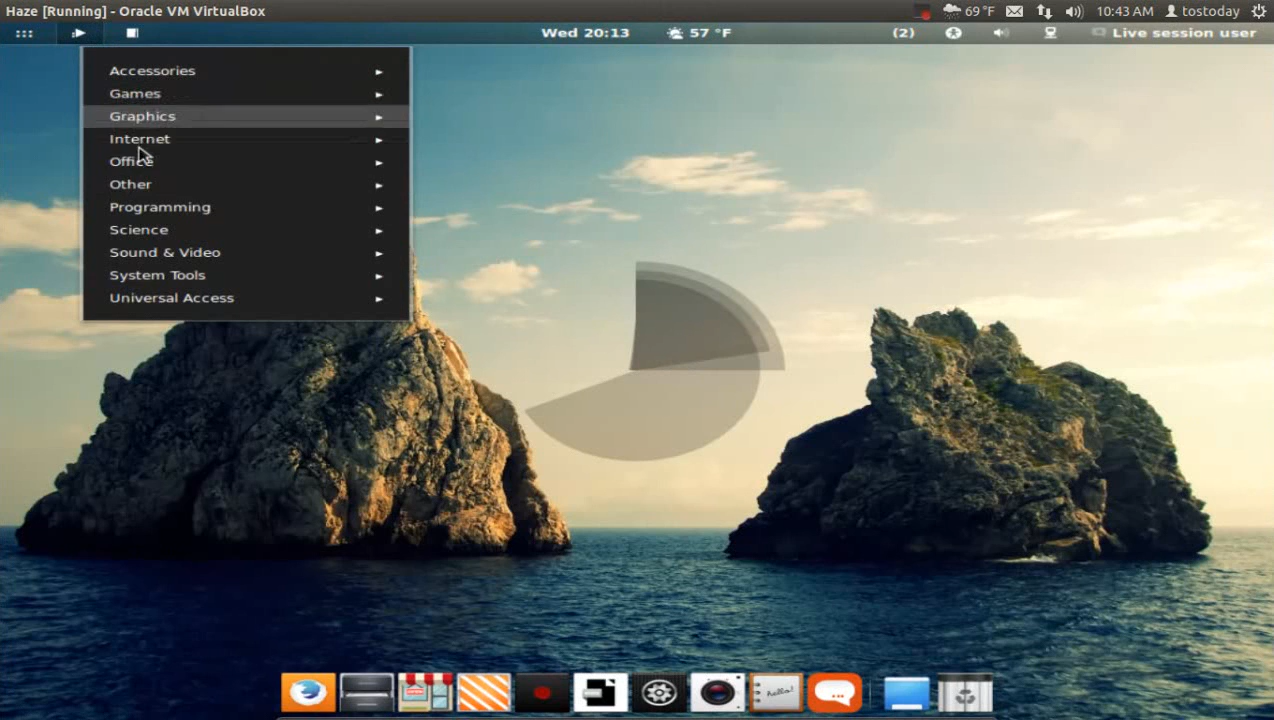 Haze [Running] - Oracle VM VirtualBox
69 °F
10:43 AM
tostoday
Wed 20:13
57 °F
(2)
Live session user
Accessories
Games
Graphics
Internet
Office
Other
Programming
Science
Sound & Video
System Tools
Universal Access
hello!